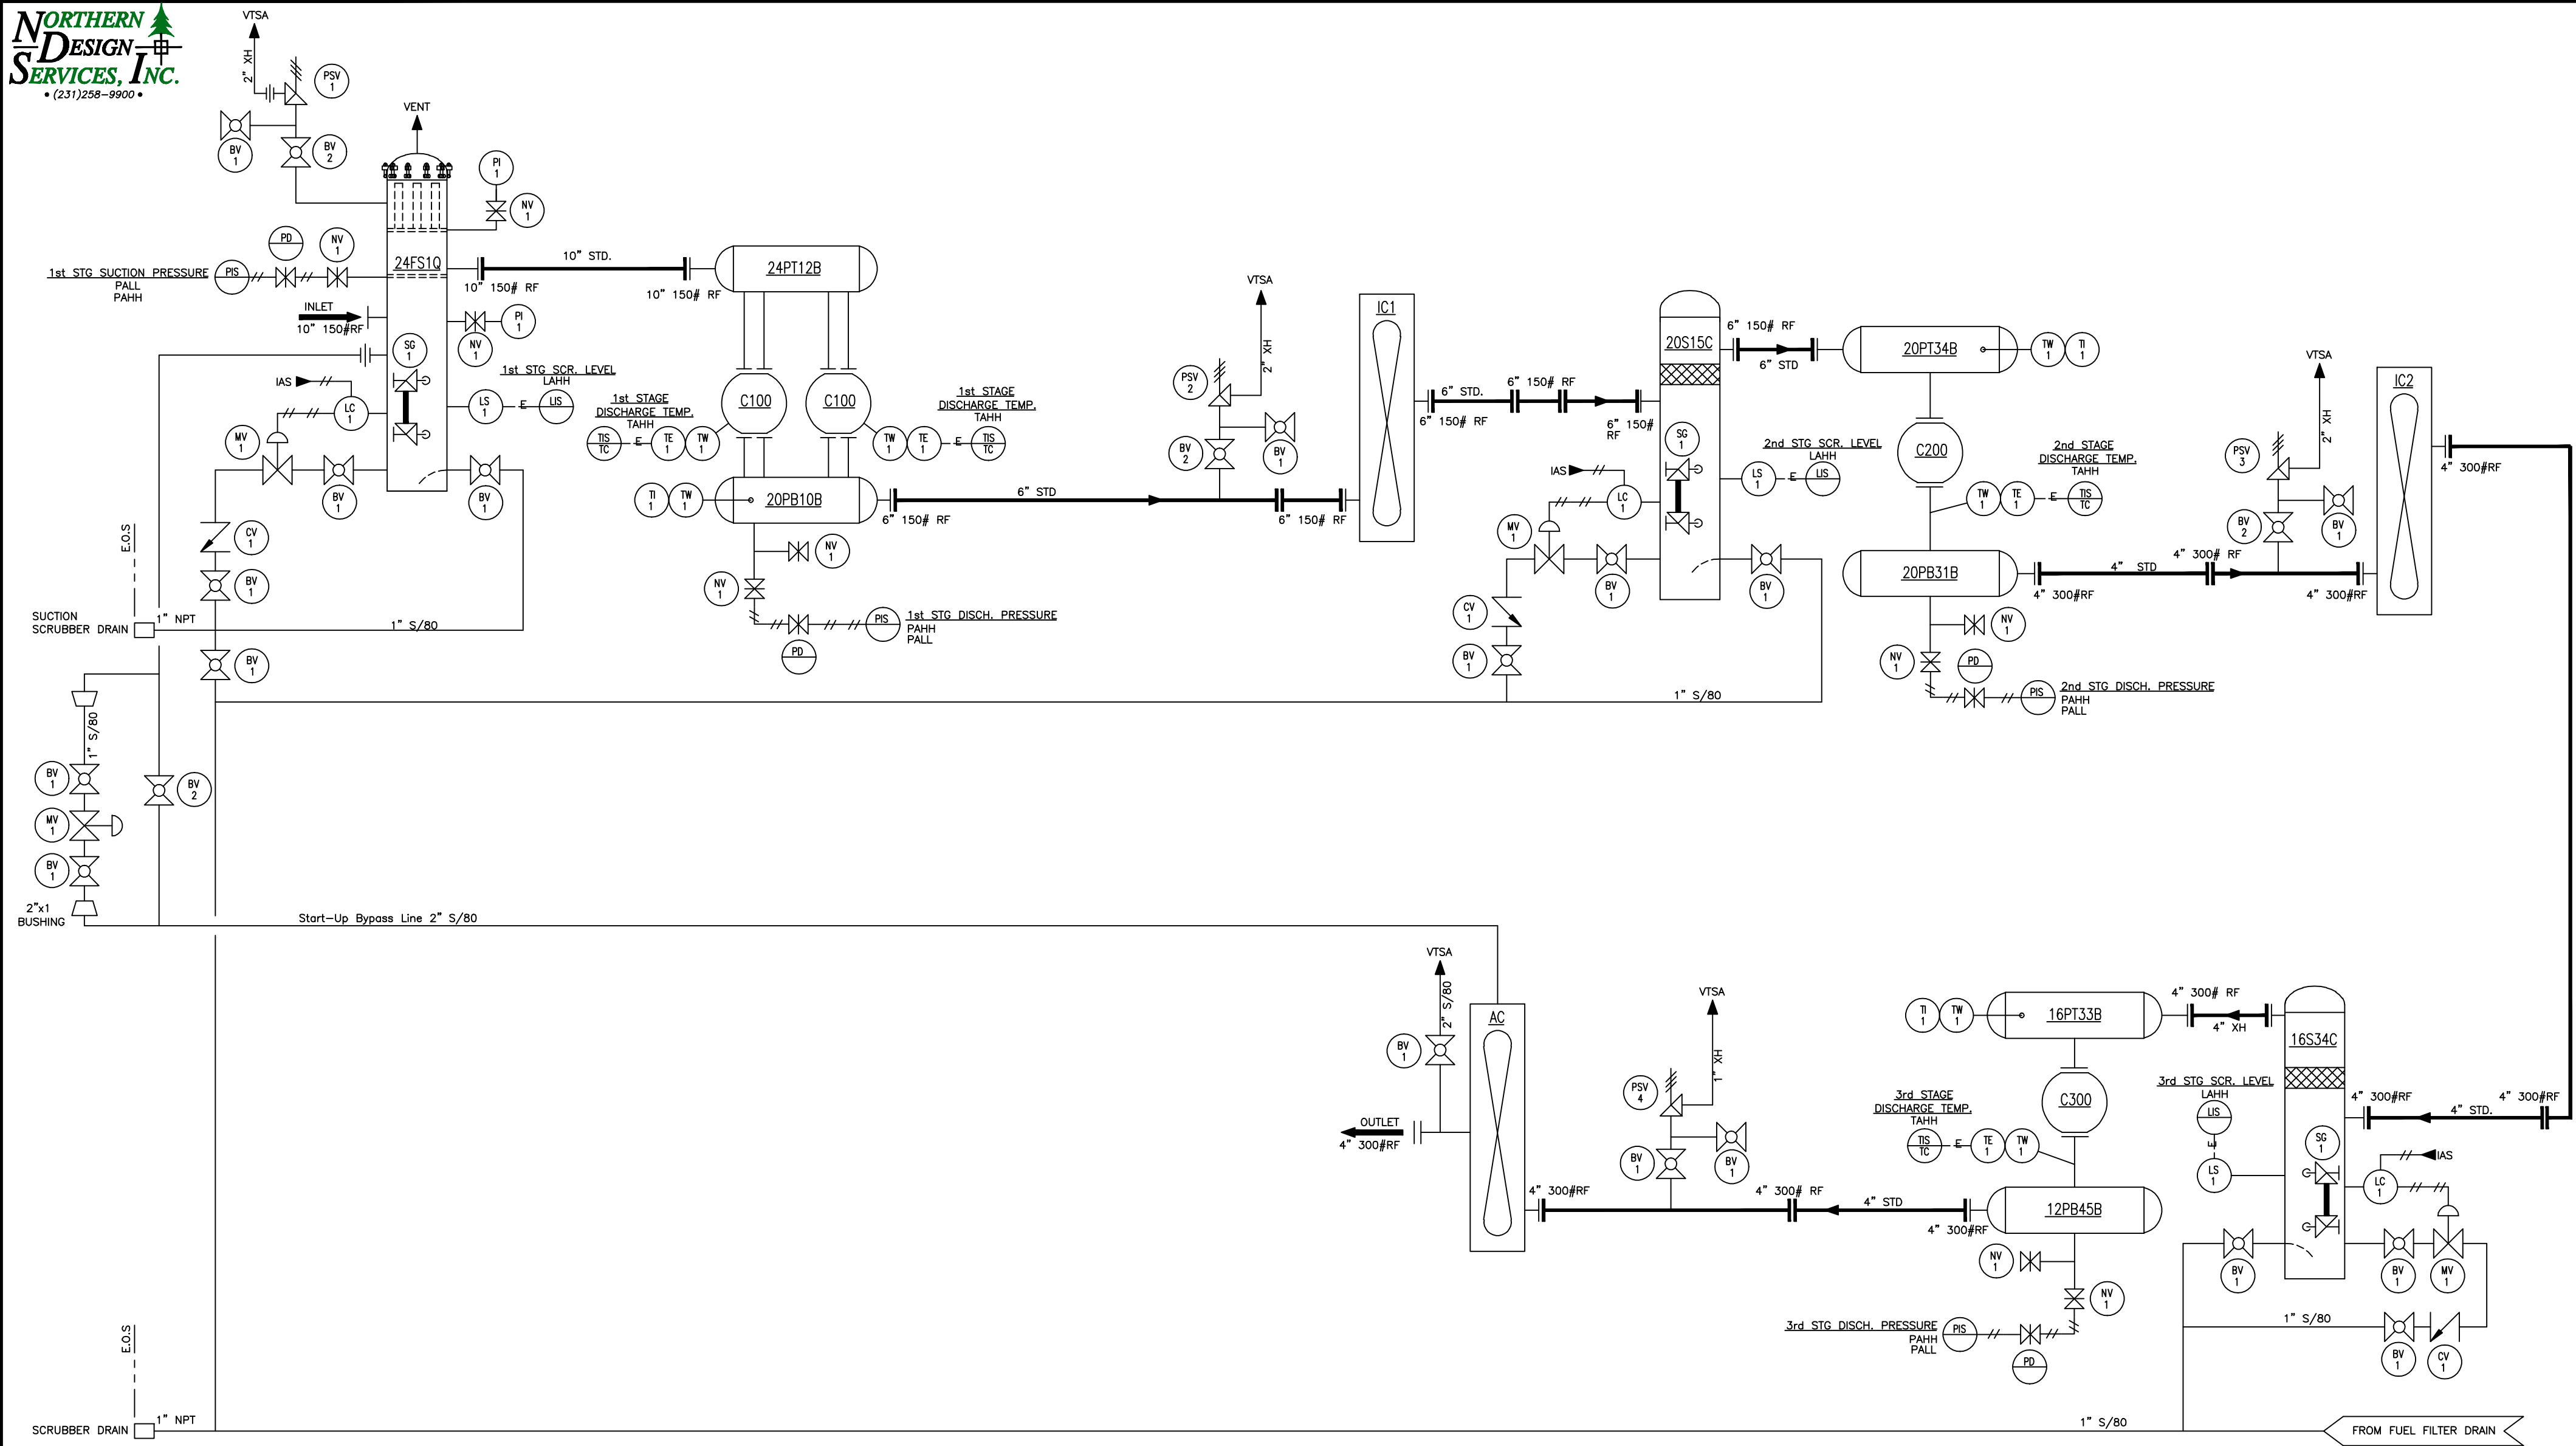 NORTHERN
DESIGN
SERVICES, INC.
• (231)258-9900 •
VTSA
2" XH
PSV
1
BV
1
BV
2
VENT
PI
1
NV
1
PD
NV
1
1st STG SUCTION PRESSURE
PALL
PAHH
PIS
24FS1Q
INLET
10" 150#RF
PI
1
NV
1
SG
1
IAS
LC
1
1st STG SCR. LEVEL
LAHH
LS
1
E
LIS
MV
1
BV
1
BV
1
CV
1
BV
1
E.O.S
SUCTION
SCRUBBER DRAIN
1" NPT
1" S/80
BV
1
10" STD.
10" 150# RF
10" 150# RF
24PT12B
C100
C100
1st STAGE
DISCHARGE TEMP.
TAHH
TIS
TC
E
TE
1
TW
1
1st STAGE
DISCHARGE TEMP.
TAHH
TW
1
TE
1
E
TIS
TC
TI
1
TW
1
20PB10B
6" 150# RF
6" STD
6" 150# RF
NV
1
NV
1
PD
PIS
1st STG DISCH. PRESSURE
PAHH
PALL
VTSA
2" XH
PSV
2
BV
2
BV
1
IC1
6" STD.
6" 150# RF
6" 150# RF
6" 150#
RF
20S15C
6" 150# RF
6" STD
SG
1
IAS
LC
1
2nd STG SCR. LEVEL
LAHH
LS
1
E
LIS
MV
1
BV
1
BV
1
CV
1
BV
1
1" S/80
20PT34B
TW
1
TI
1
C200
2nd STAGE
DISCHARGE TEMP.
TAHH
TW
1
TE
1
E
TIS
TC
20PB31B
4" 300#RF
4" STD
4" 300# RF
4" 300#RF
NV
1
NV
1
PD
PIS
2nd STG DISCH. PRESSURE
PAHH
PALL
VTSA
2" XH
PSV
3
BV
2
BV
1
IC2
4" 300#RF
1" S/80
BV
1
MV
1
BV
1
2"x1
BUSHING
BV
2
Start-Up Bypass Line 2" S/80
VTSA
2" S/80
BV
1
OUTLET
4" 300#RF
AC
4" 300#RF
VTSA
1" XH
PSV
4
BV
1
BV
1
4" 300# RF
4" STD
4" 300#RF
TI
1
TW
1
16PT33B
4" 300# RF
4" XH
C300
3rd STAGE
DISCHARGE TEMP.
TAHH
TIS
TC
E
TE
1
TW
1
12PB45B
NV
1
NV
1
3rd STG DISCH. PRESSURE
PAHH
PALL
PIS
PD
16S34C
3rd STG SCR. LEVEL
LAHH
LIS
E
LS
1
4" 300#RF
4" STD.
4" 300#RF
SG
1
IAS
LC
1
BV
1
BV
1
MV
1
1" S/80
BV
1
CV
1
E.O.S
SCRUBBER DRAIN
1" NPT
1" S/80
FROM FUEL FILTER DRAIN